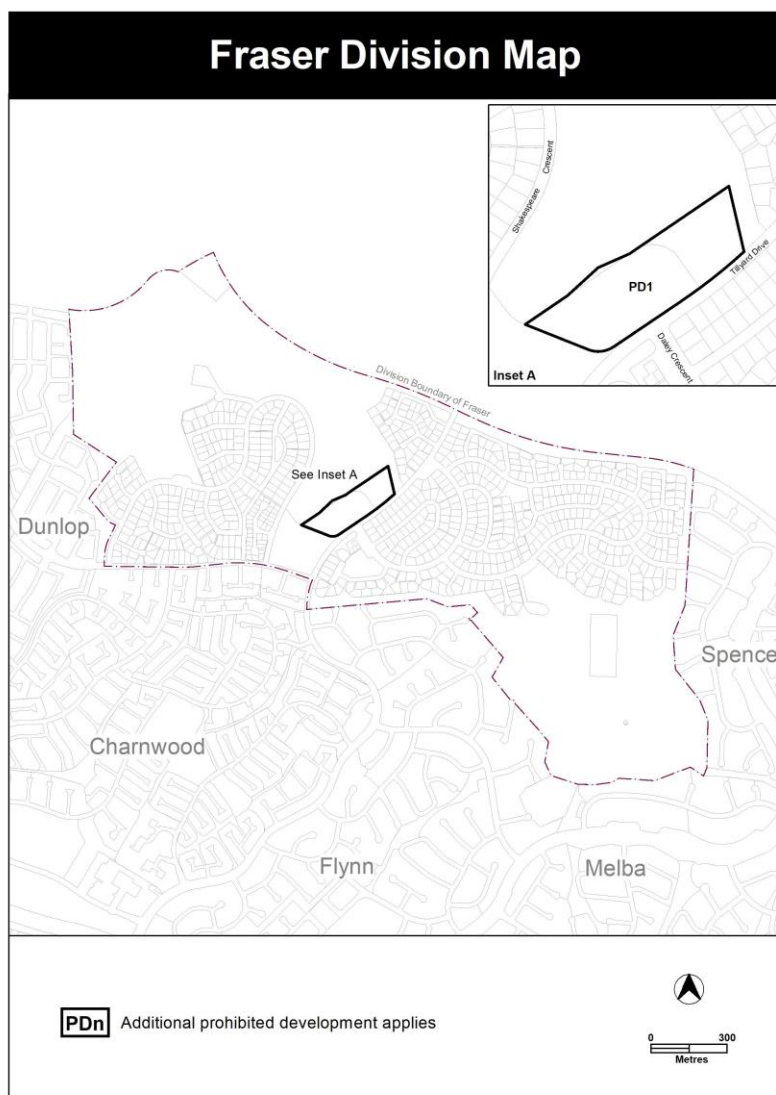 Fraser Division Map
Shakespeare Crescent
PD1
Tillyard Drive
Daley Crescent
Inset A
Division Boundary of Fraser
See Inset A
Dunlop
Spence
Charnwood
Flynn
Melba
PDn Additional prohibited development applies
0 300
Metres